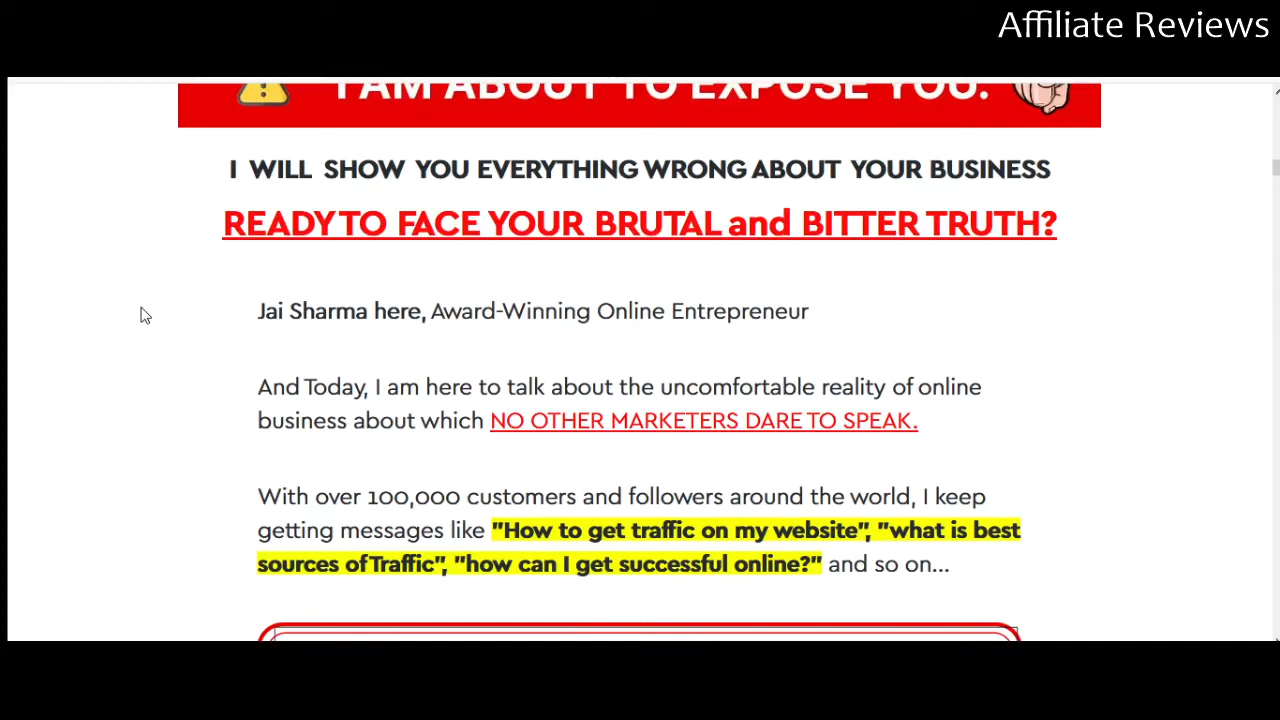 Affiliate Reviews
I AM ABOUT TO EXPOSE YOU.
I WILL SHOW YOU EVERYTHING WRONG ABOUT YOUR BUSINESS
READY TO FACE YOUR BRUTAL and BITTER TRUTH?
Jai Sharma here, Award-Winning Online Entrepreneur
And Today, I am here to talk about the uncomfortable reality of online
business about which NO OTHER MARKETERS DARE TO SPEAK.
With over 100,000 customers and followers around the world, I keep
getting messages like "How to get traffic on my website", "what is best
sources of Traffic", "how can I get successful online?" and so on...